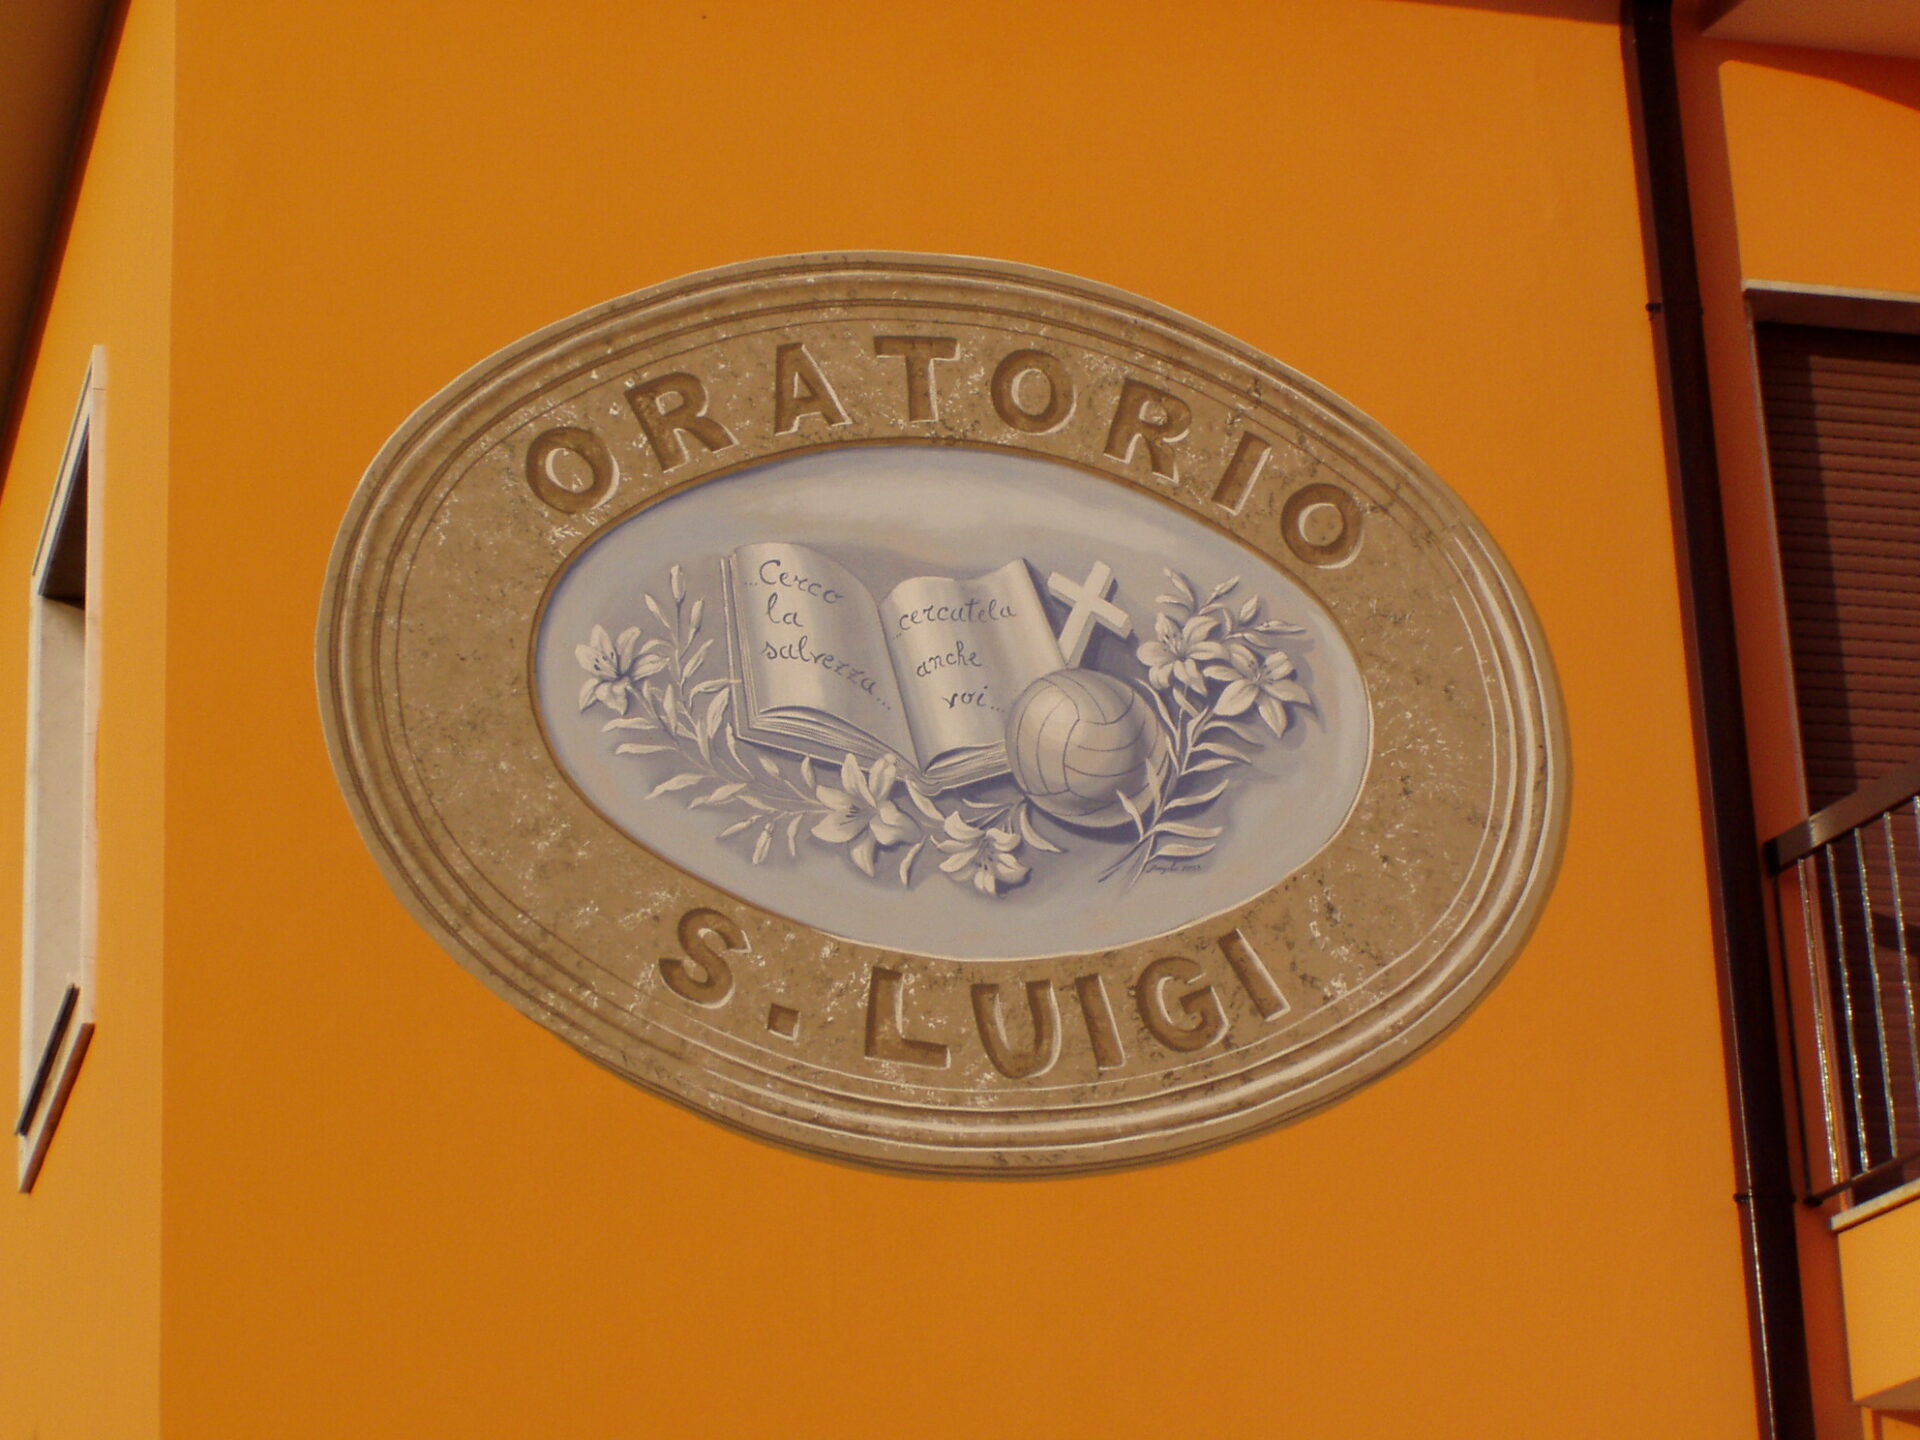 ORATORIO
...Cerco
la
salvezza...
...cercatela
anche
voi...
S. LUIGI